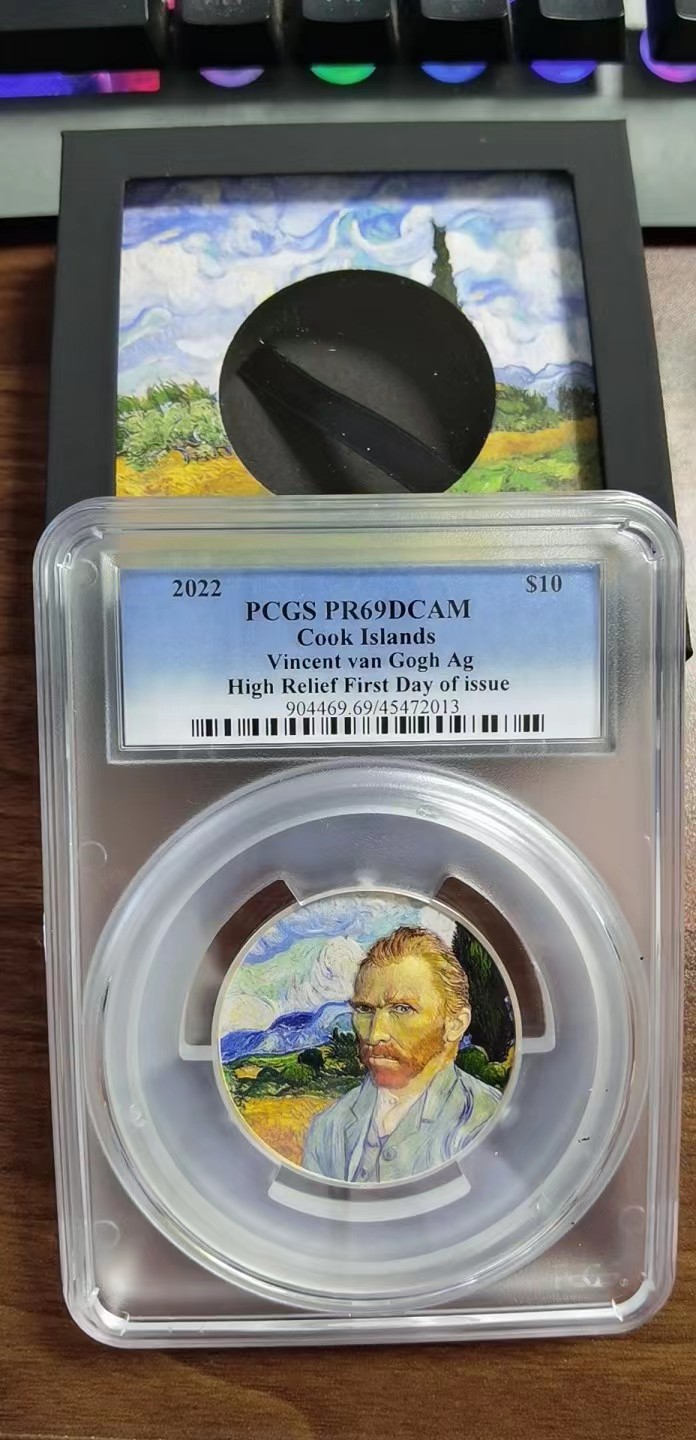 2022 $10
PCGS PR69DCAM
Cook Islands
Vincent van Gogh Ag
High Relief First Day of issue
904469.69/45472013